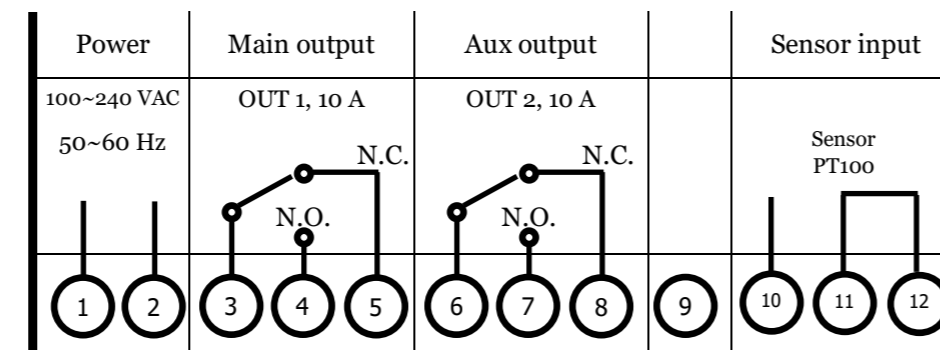 Power Main output Aux output Sensor input
100~240 VAC OUT 1, 10 A OUT 2, 10 A
50~60 Hz
Sensor
PT100
N.C. N.C.
N.O. N.O.
1 2 3 4 5 6 7 8 9 10 11 12